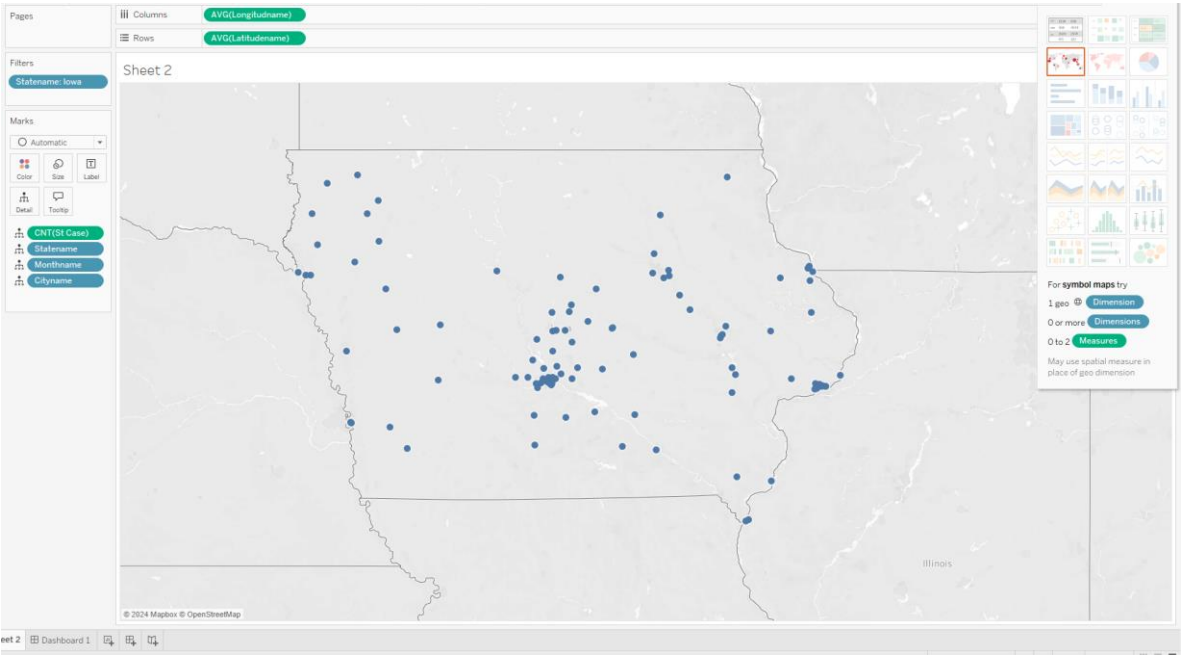 Pages
Columns
AVG(Longitudname)
Rows
AVG(Latitudename)
Filters
Statename: Iowa
Sheet 2
Marks
Automatic
Color
Size
Label
Detail
Tooltip
CNT(St Case)
Statename
Monthname
Cityname
For symbol maps try
1 geo Dimension
0 or more Dimensions
0 to 2 Measures
May use spatial measure in
place of geo dimension
Illinois
© 2024 Mapbox © OpenStreetMap
eet 2
Dashboard 1